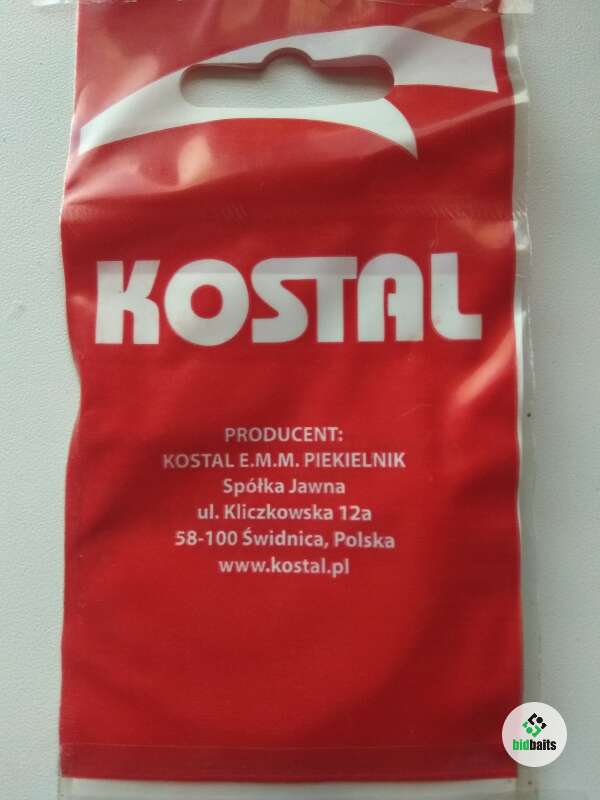 KOSTAL
PRODUCENT:
KOSTAL E.M.M. PIEKIELNIK
Spółka Jawna
ul. Kliczkowska 12a
58-100 Świdnica, Polska
www.kostal.pl
bidbaits